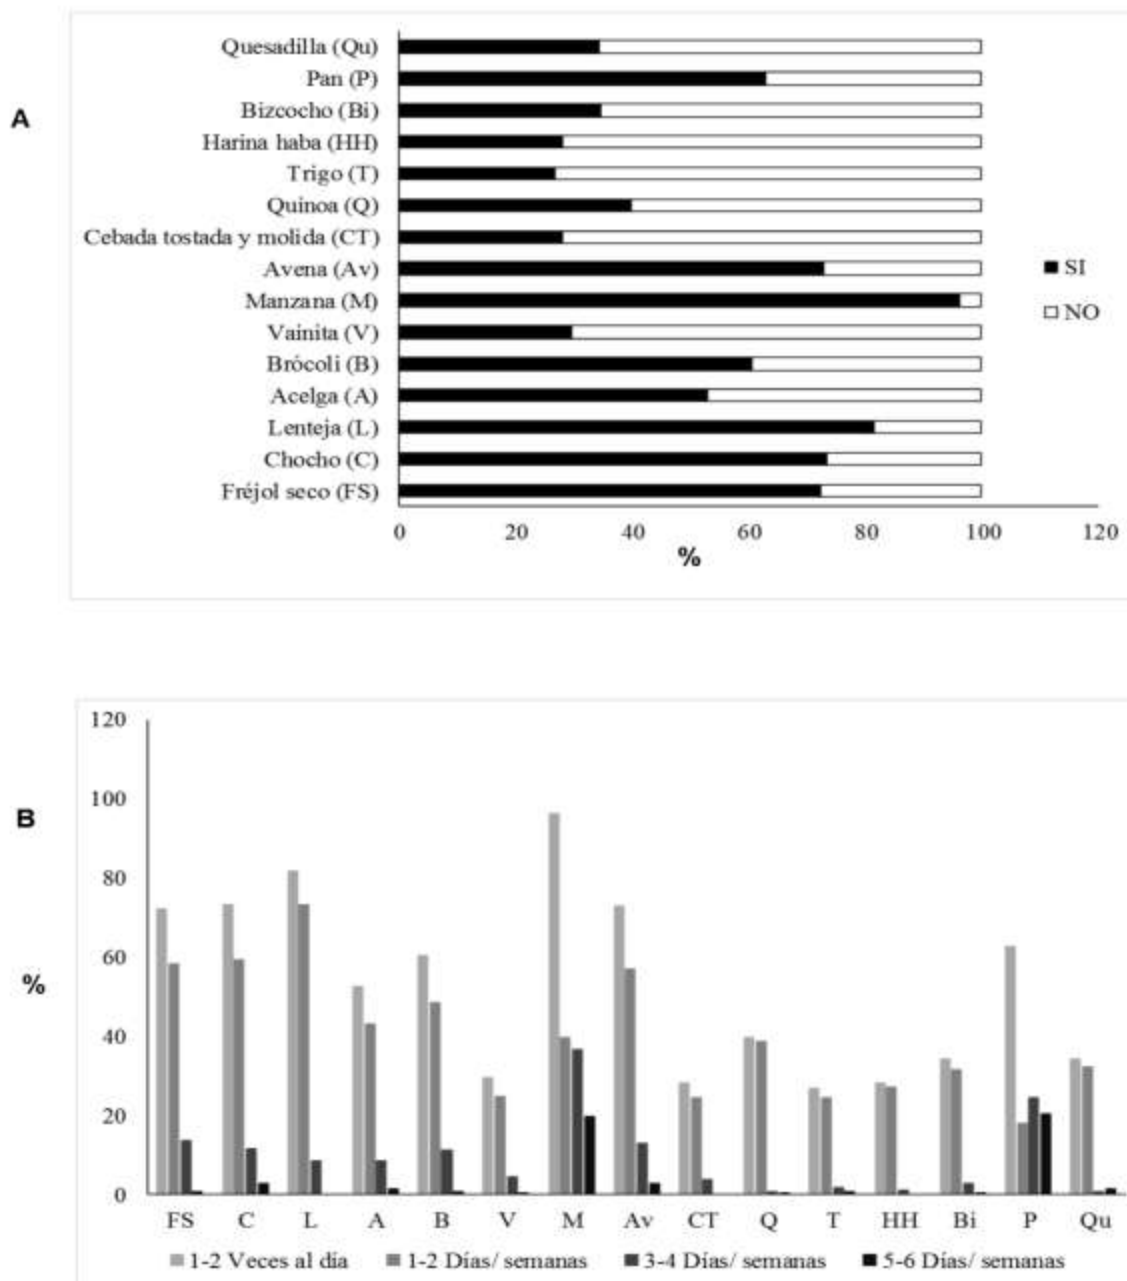 A
Quesadilla (Qu)
Pan (P)
Bizcocho (Bi)
Harina haba (HH)
Trigo (T)
Quinoa (Q)
Cebada tostada y molida (CT)
Avena (Av)
Manzana (M)
Vainita (V)
Brócoli (B)
Acelga (A)
Lenteja (L)
Chocho (C)
Fréjol seco (FS)
SI
NO
0 20 40 60 80 100 120
%
B
120
100
80
60
40
20
0
%
FS C L A B V M Av CT Q T HH Bi P Qu
1-2 Veces al día 1-2 Días/ semanas 3-4 Días/ semanas 5-6 Días/ semanas